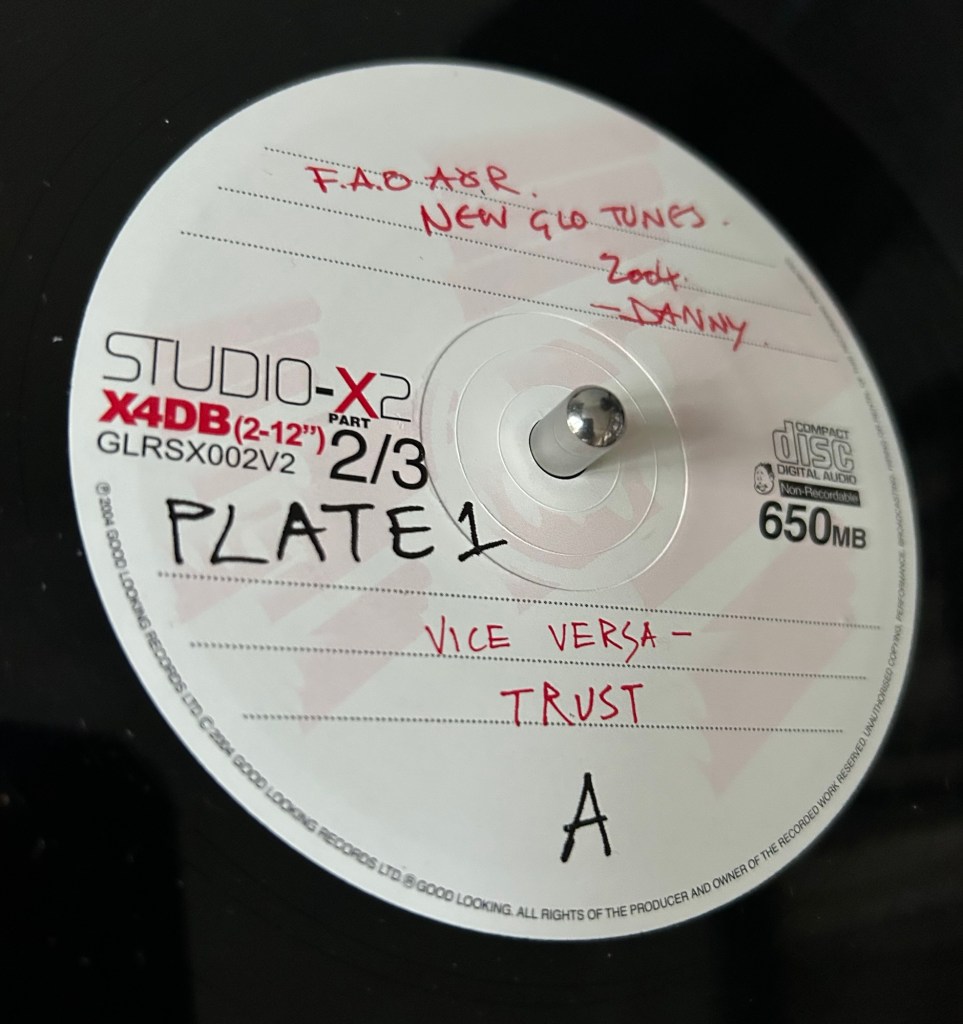 F.A.O A&R.
NEW GLO TUNES.
2004.
- DANNY.
STUDIO-X2
X4DB (2-12")
PART
2/3
GLRSX002V2
COMPACT
disc
DIGITAL AUDIO
Non-Recordable
650MB
PLATE 1
VICE VERSA -
TRUST
A
℗ 2004 GOOD LOOKING RECORDS LTD. © 2004 GOOD LOOKING RECORDS LTD. ® GOOD LOOKING. ALL RIGHTS OF THE PRODUCER AND OWNER OF THE RECORDED WORK RESERVED. UNAUTHORISED COPYING, PERFORMANCE, BROADCASTING